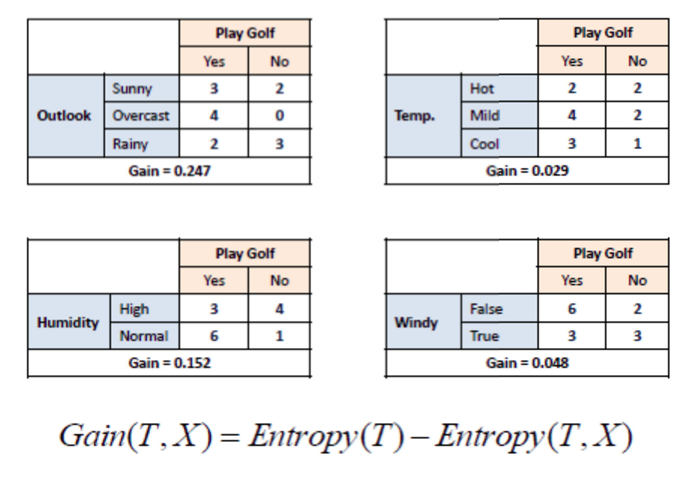 Play Golf
Yes No
Outlook Sunny 3 2
Overcast 4 0
Rainy 2 3
Gain = 0.247
Play Golf
Yes No
Temp. Hot 2 2
Mild 4 2
Cool 3 1
Gain = 0.029
Play Golf
Yes No
Humidity High 3 4
Normal 6 1
Gain = 0.152
Play Golf
Yes No
Windy False 6 2
True 3 3
Gain = 0.048
Gain(T, X) = Entropy(T) − Entropy(T, X)